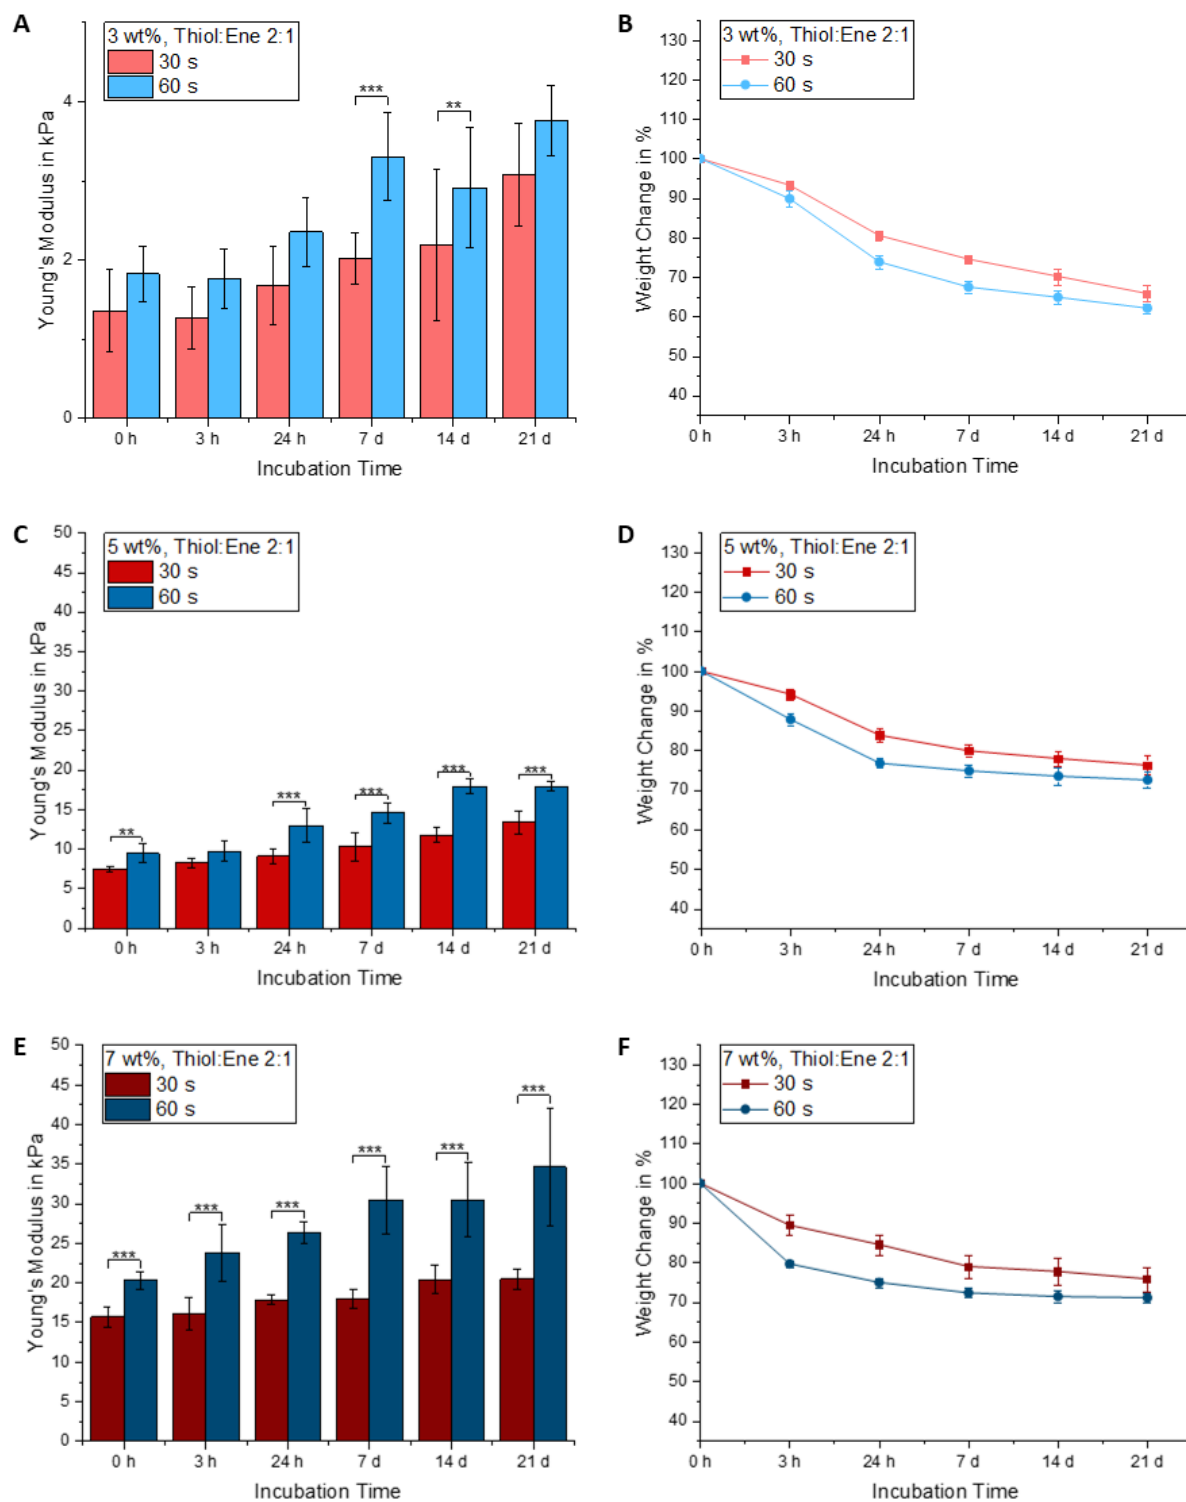 A
3 wt%, Thiol:Ene 2:1
30 s
60 s
Young's Modulus in kPa
4
2
0
***
**
0 h 3 h 24 h 7 d 14 d 21 d
Incubation Time
B
3 wt%, Thiol:Ene 2:1
30 s
60 s
Weight Change in %
130
120
110
100
90
80
70
60
50
40
0 h 3 h 24 h 7 d 14 d 21 d
Incubation Time
C
5 wt%, Thiol:Ene 2:1
30 s
60 s
Young's Modulus in kPa
50
45
40
35
30
25
20
15
10
5
0
**
***
***
***
***
0 h 3 h 24 h 7 d 14 d 21 d
Incubation Time
D
5 wt%, Thiol:Ene 2:1
30 s
60 s
Weight Change in %
130
120
110
100
90
80
70
60
50
40
0 h 3 h 24 h 7 d 14 d 21 d
Incubation Time
E
7 wt%, Thiol:Ene 2:1
30 s
60 s
Young's Modulus in kPa
50
45
40
35
30
25
20
15
10
5
0
***
***
***
***
***
***
0 h 3 h 24 h 7 d 14 d 21 d
Incubation Time
F
7 wt%, Thiol:Ene 2:1
30 s
60 s
Weight Change in %
130
120
110
100
90
80
70
60
50
40
0 h 3 h 24 h 7 d 14 d 21 d
Incubation Time